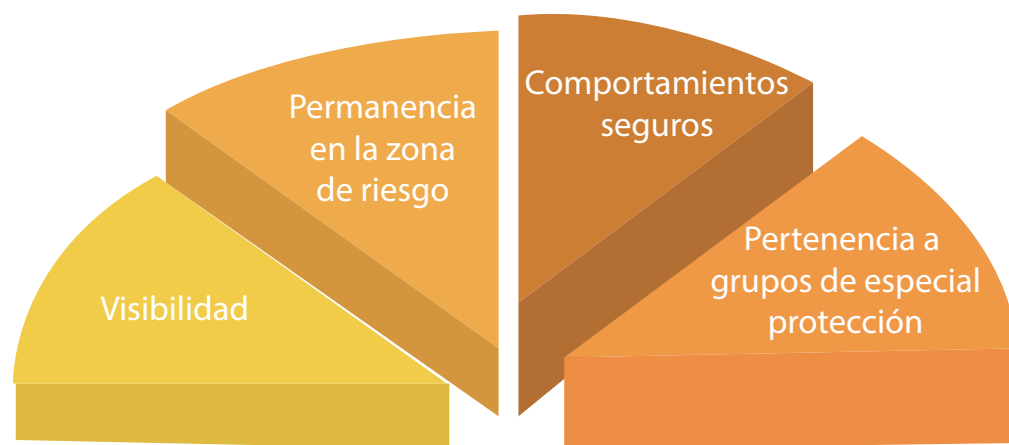 Visibilidad
Permanencia
en la zona
de riesgo
Comportamientos
seguros
Pertenencia a
grupos de especial
protección